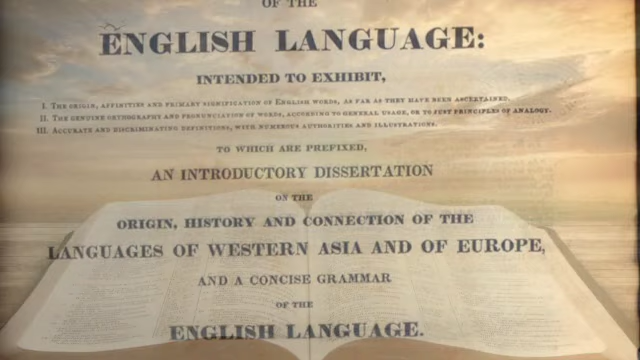 OF THE
ENGLISH LANGUAGE:
INTENDED TO EXHIBIT,
I. The origin, affinities and primary signification of English words, as far as they have been ascertained.
II. The genuine orthography and pronunciation of words, according to general usage, or to just principles of analogy.
III. Accurate and discriminating definitions, with numerous authorities and illustrations.
TO WHICH ARE PREFIXED,
AN INTRODUCTORY DISSERTATION
ON THE
ORIGIN, HISTORY AND CONNECTION OF THE
LANGUAGES OF WESTERN ASIA AND OF EUROPE,
AND A CONCISE GRAMMAR
OF THE
ENGLISH LANGUAGE.